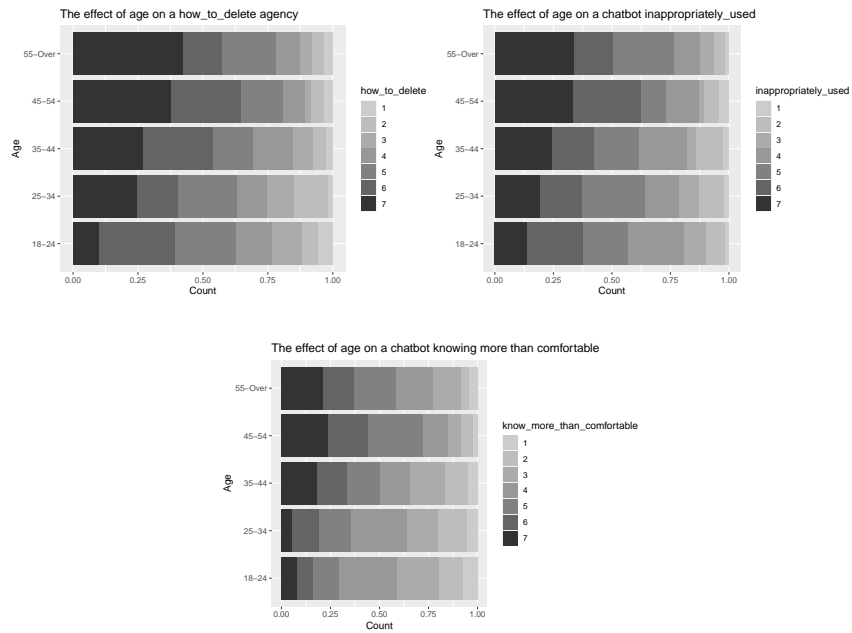 The effect of age on a how_to_delete agency
55−Over
45−54
35−44
25−34
18−24
Age
0.00 0.25 0.50 0.75 1.00
Count
how_to_delete
1
2
3
4
5
6
7
The effect of age on a chatbot inappropriately_used
55−Over
45−54
35−44
25−34
18−24
Age
0.00 0.25 0.50 0.75 1.00
Count
inappropriately_used
1
2
3
4
5
6
7
The effect of age on a chatbot knowing more than comfortable
55−Over
45−54
35−44
25−34
18−24
Age
0.00 0.25 0.50 0.75 1.00
Count
know_more_than_comfortable
1
2
3
4
5
6
7